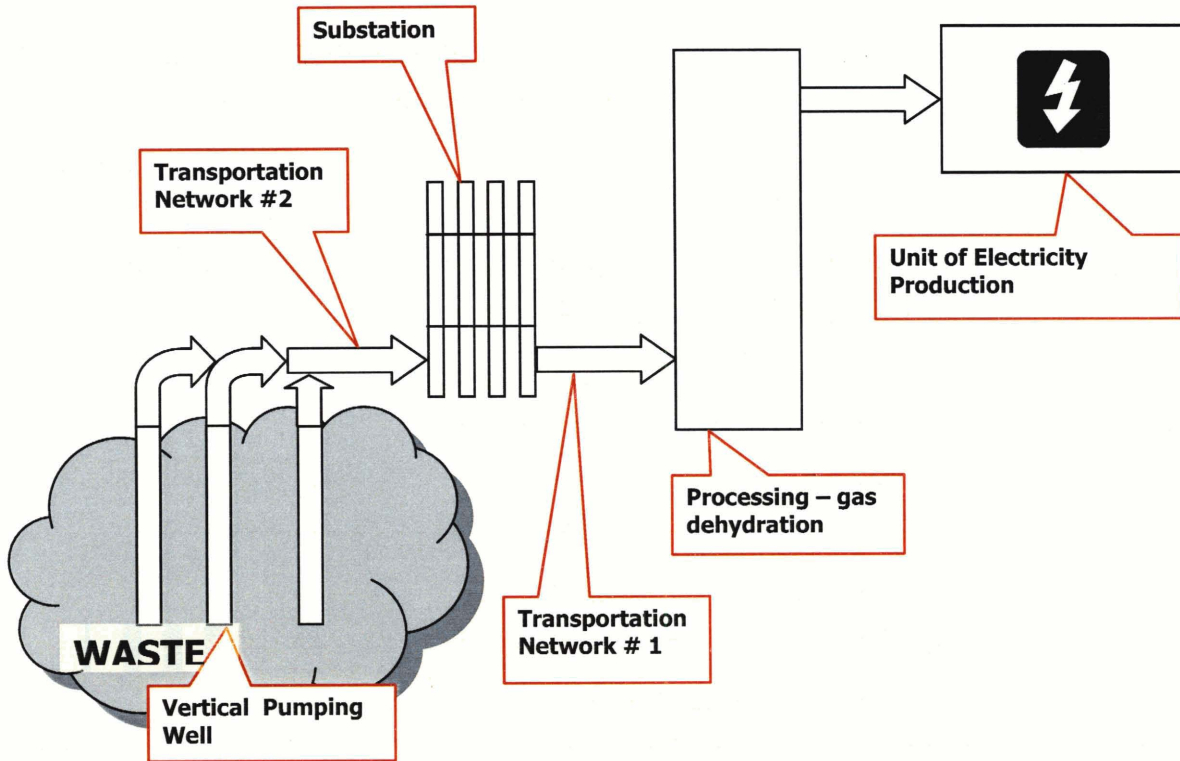 Substation
Transportation
Network #2
Unit of Electricity
Production
Processing – gas
dehydration
Transportation
Network # 1
WASTE
Vertical Pumping
Well